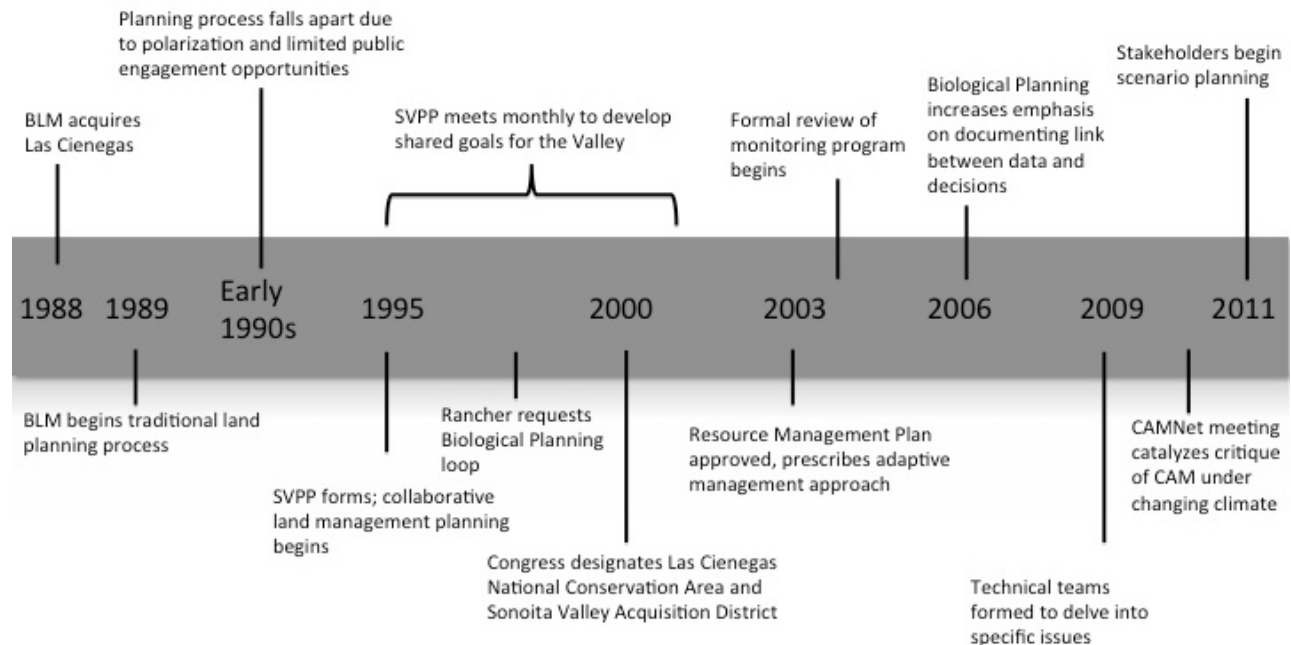 Planning process falls apart due
to polarization and limited public
engagement opportunities
BLM acquires
Las Cienegas
SVPP meets monthly to develop
shared goals for the Valley
Formal review of
monitoring program
begins
Biological Planning
increases emphasis
on documenting link
between data and
decisions
Stakeholders begin
scenario planning
1988
1989
Early
1990s
1995
2000
2003
2006
2009
2011
BLM begins traditional land
planning process
SVPP forms; collaborative
land management planning
begins
Rancher requests
Biological Planning
loop
Congress designates Las Cienegas
National Conservation Area and
Sonoita Valley Acquisition District
Resource Management Plan
approved, prescribes adaptive
management approach
Technical teams
formed to delve into
specific issues
CAMNet meeting
catalyzes critique
of CAM under
changing climate